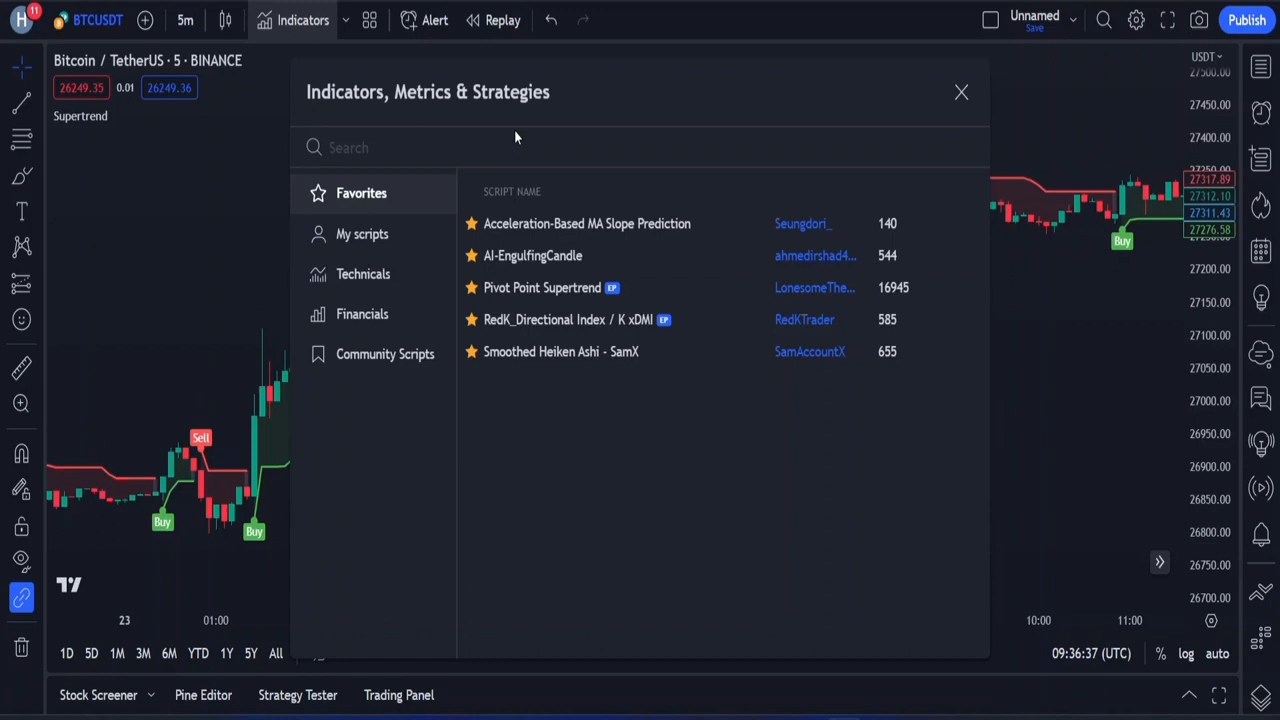 H
11
BTCUSDT
5m
Indicators
Alert
Replay
Unnamed
Save
Publish
Bitcoin / TetherUS · 5 · BINANCE
26249.35
0.01
26249.36
Supertrend
Indicators, Metrics & Strategies
Search
Favorites
My scripts
Technicals
Financials
Community Scripts
SCRIPT NAME
Acceleration-Based MA Slope Prediction Seungdori_ 140
AI-EngulfingCandle ahmedirshad4... 544
Pivot Point Supertrend EP LonesomeThe... 16945
RedK_Directional Index / K xDMI EP RedKTrader 585
Smoothed Heiken Ashi - SamX SamAccountX 655
Sell
Buy
Buy
Buy
USDT
27500.00
27450.00
27400.00
27317.89
27312.10
27311.43
27276.58
27200.00
27150.00
27100.00
27050.00
27000.00
26950.00
26900.00
26850.00
26800.00
26750.00
26700.00
23
01:00
10:00
11:00
1D 5D 1M 3M 6M YTD 1Y 5Y All
09:36:37 (UTC)
% log auto
Stock Screener
Pine Editor
Strategy Tester
Trading Panel